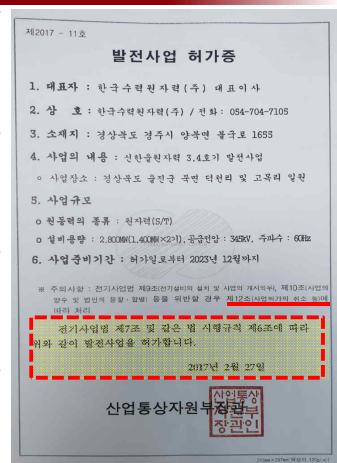 제2017 - 11호
발전사업 허가증
1. 대표자 : 한국수력원자력(주) 대표이사
2. 상 호 : 한국수력원자력(주) / 전화: 054-704-7105
3. 소재지 : 경상북도 경주시 양북면 불국로 1655
4. 사업의 내용 : 신한울원자력 3.4호기 발전사업
o 사업장소 : 경상북도 울진군 북면 덕천리 및 고목리 일원
5. 사업규모
o 원동력의 종류 : 원자력(S/T)
o 설비용량 : 2,800MW(1,400MW×2기), 공급전압 : 345kV, 주파수 : 60Hz
6. 사업준비기간 : 허가일로부터 2023년 12월까지
※ 주의사항 : 전기사업법 제9조(전기설비의 설치 및 사업의 개시의무), 제10조(사업의
양수 및 법인의 분할·합병) 등을 위반할 경우 제12조(사업허가의 취소 등)에
따라 처리
전기사업법 제7조 및 같은 법 시행규칙 제6조에 따라
위와 같이 발전사업을 허가합니다.
2017년 2월 27일
산업통상자원부장관
산업통상
자원부
장관인